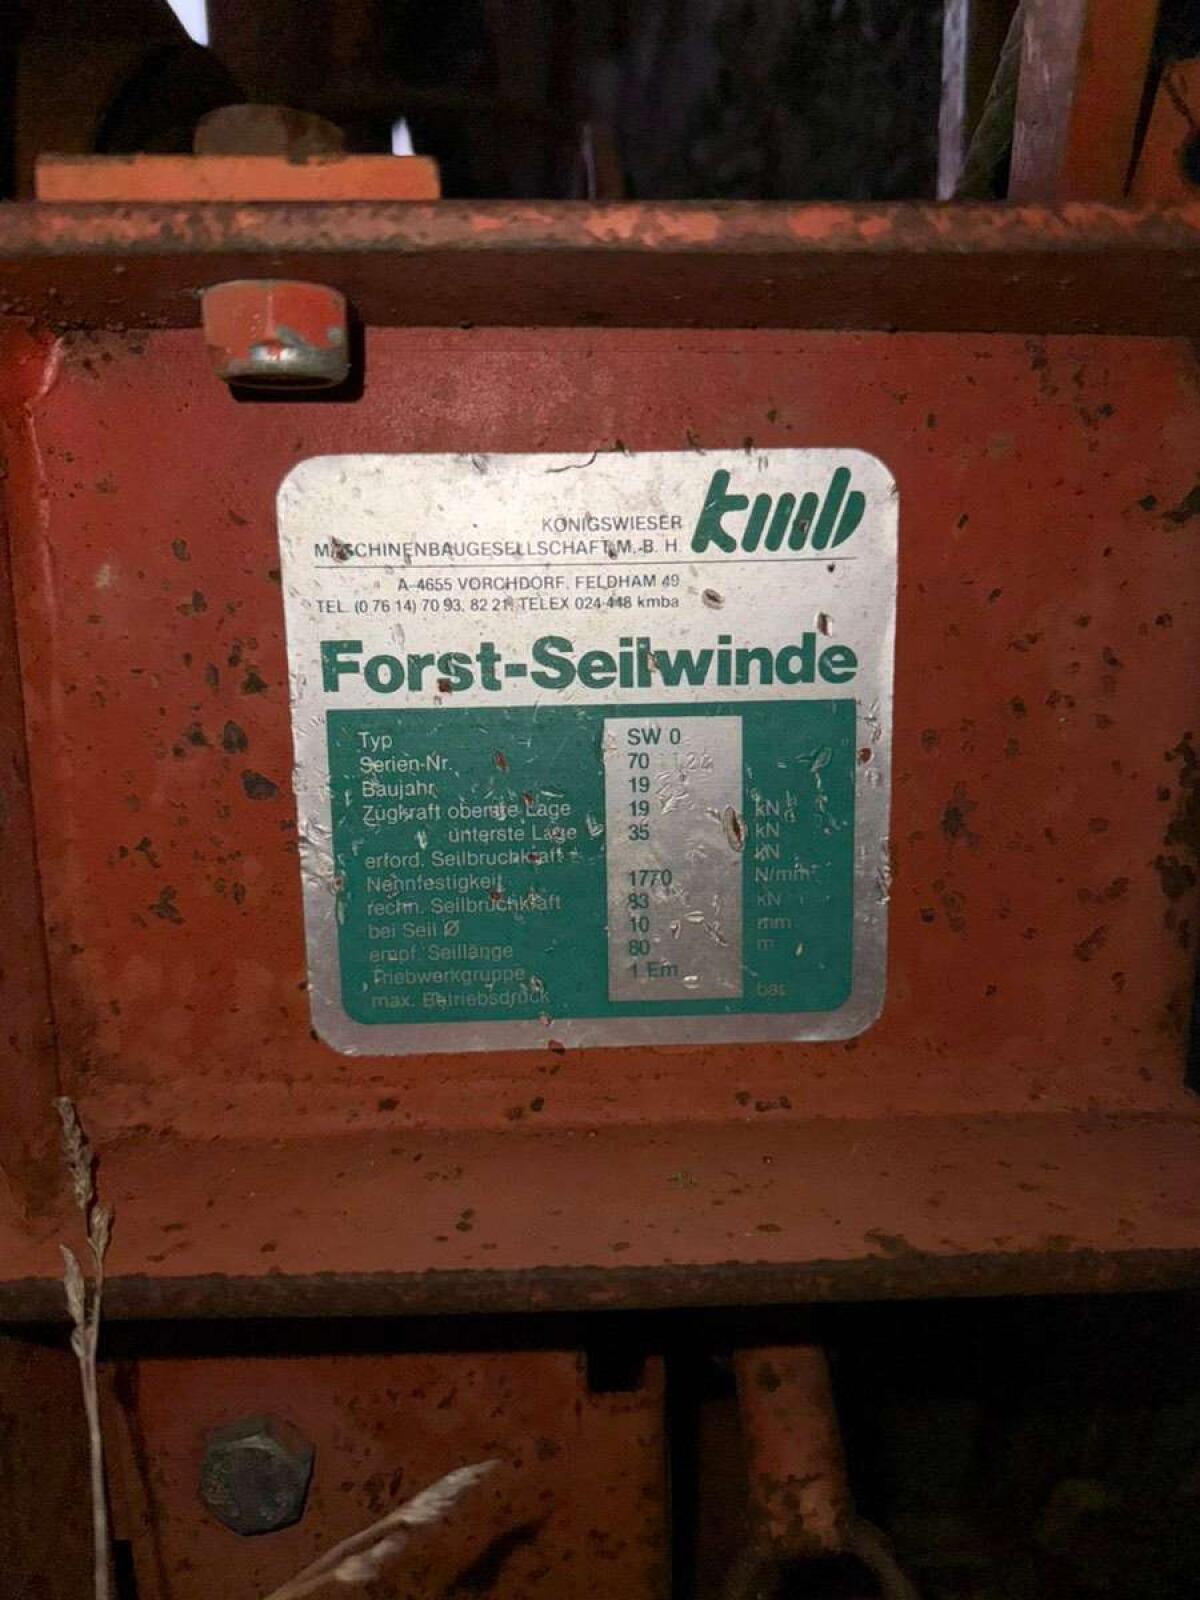 kmb
KÖNIGSWIESER
MASCHINENBAUGESELLSCHAFT M. B. H.
A-4655 VORCHDORF, FELDHAM 49
TEL. (0 76 14) 70 93, 82 21, TELEX 024-448 kmba
Forst-Seilwinde
Typ SW 0
Serien-Nr. 70
Baujahr 19
Zugkraft oberste Lage 19 kN
unterste Lage 35 kN
erford. Seilbruchkraft kN
Nennfestigkeit 1770 N/mm²
rechn. Seilbruchkraft 83 kN
bei Seil Ø 10 mm
empf. Seillänge 80 m
Triebwerkgruppe 1 Em
max. Betriebsdruck bar